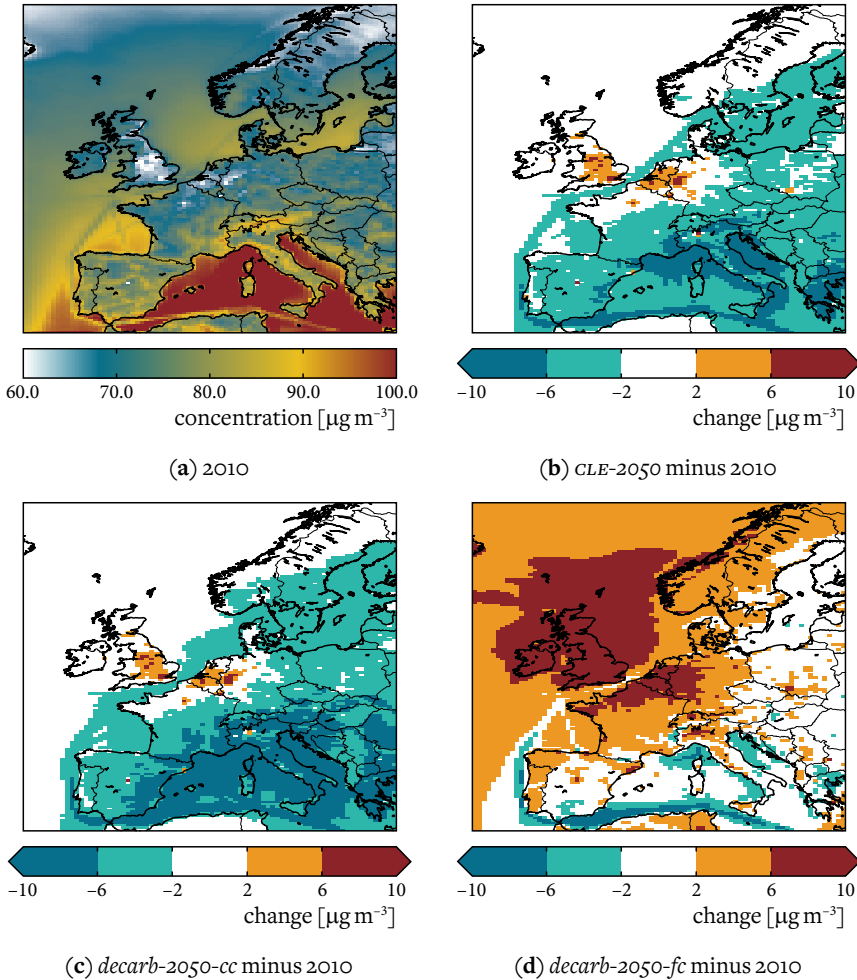 60.0 70.0 80.0 90.0 100.0
concentration [µg m⁻³]
(a) 2010
−10 −6 −2 2 6 10
change [µg m⁻³]
(b) CLE-2050 minus 2010
−10 −6 −2 2 6 10
change [µg m⁻³]
(c) decarb-2050-cc minus 2010
−10 −6 −2 2 6 10
change [µg m⁻³]
(d) decarb-2050-fc minus 2010